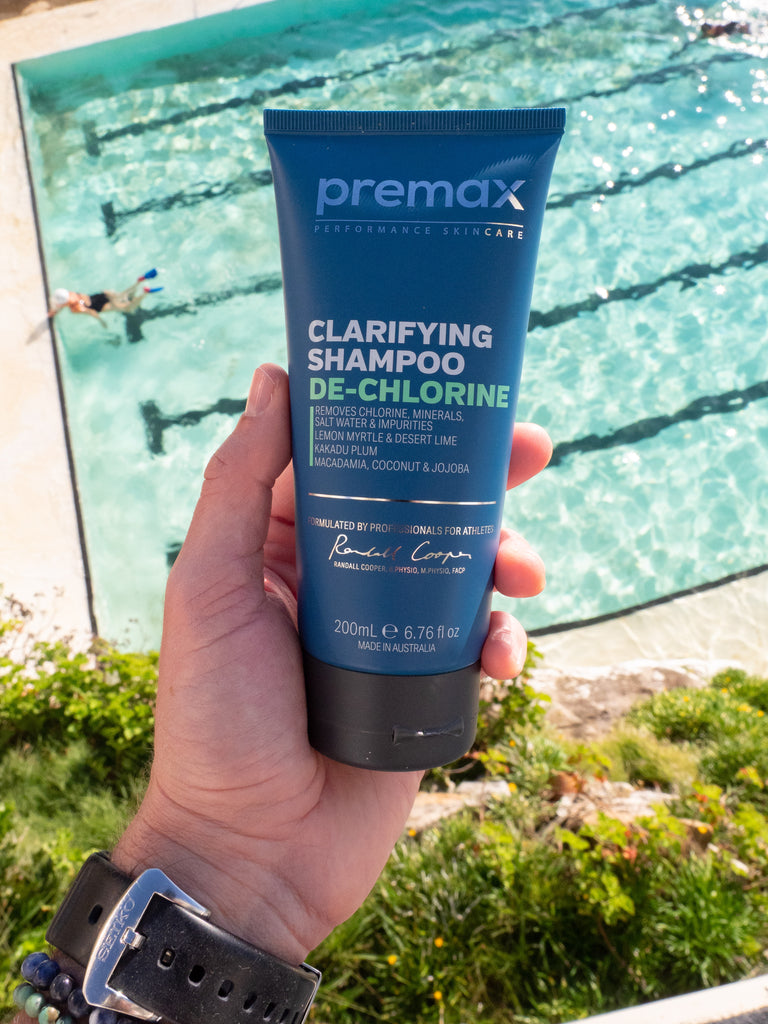 premax
PERFORMANCE SKINCARE
CLARIFYING
SHAMPOO
DE-CHLORINE
REMOVES CHLORINE, MINERALS,
SALT WATER & IMPURITIES
LEMON MYRTLE & DESERT LIME
KAKADU PLUM
MACADAMIA, COCONUT & JOJOBA
FORMULATED BY PROFESSIONALS FOR ATHLETES
Randall Cooper
RANDALL COOPER, B.PHYSIO, M.PHYSIO, FACP
200mL ℮ 6.76 fl oz
MADE IN AUSTRALIA
SEIKO